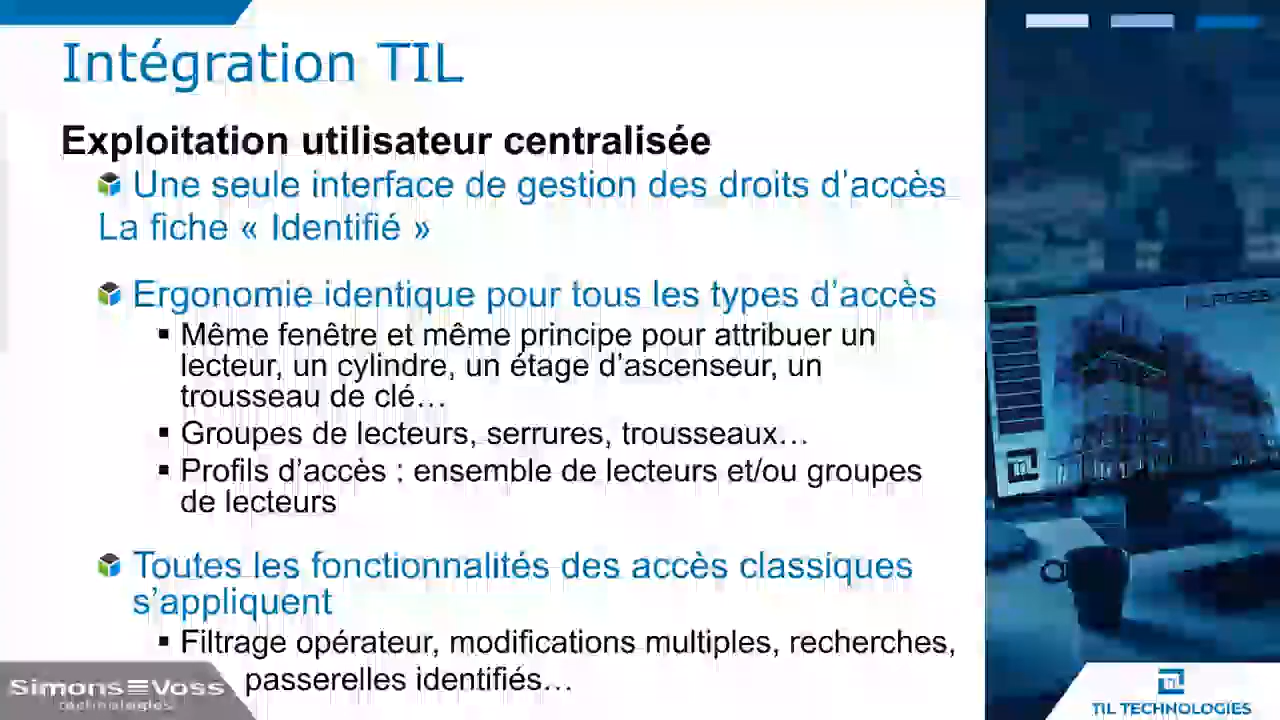 Intégration TIL
Exploitation utilisateur centralisée
Une seule interface de gestion des droits d’accès
La fiche « Identifié »
Ergonomie identique pour tous les types d’accès
▪ Même fenêtre et même principe pour attribuer un
lecteur, un cylindre, un étage d’ascenseur, un
trousseau de clé…
▪ Groupes de lecteurs, serrures, trousseaux…
▪ Profils d’accès : ensemble de lecteurs et/ou groupes
de lecteurs
Toutes les fonctionnalités des accès classiques
s’appliquent
▪ Filtrage opérateur, modifications multiples, recherches,
passerelles identifiés…
Simons Voss
technologies
TIL TECHNOLOGIES